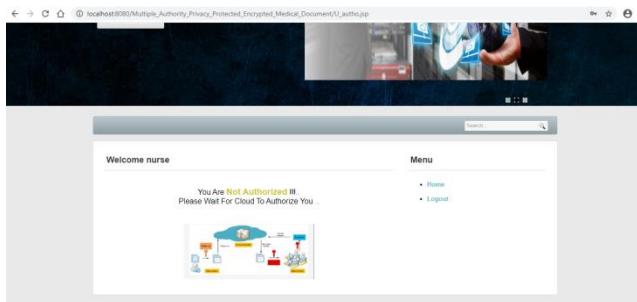 localhost:8080/Multiple_Authority_Privacy_Protected_Encrypted_Medical_Document/U_autho.jsp
Search...
Welcome nurse
Menu
You Are Not Authorized !!!.
Please Wait For Cloud To Authorize You ..
Home
Logout